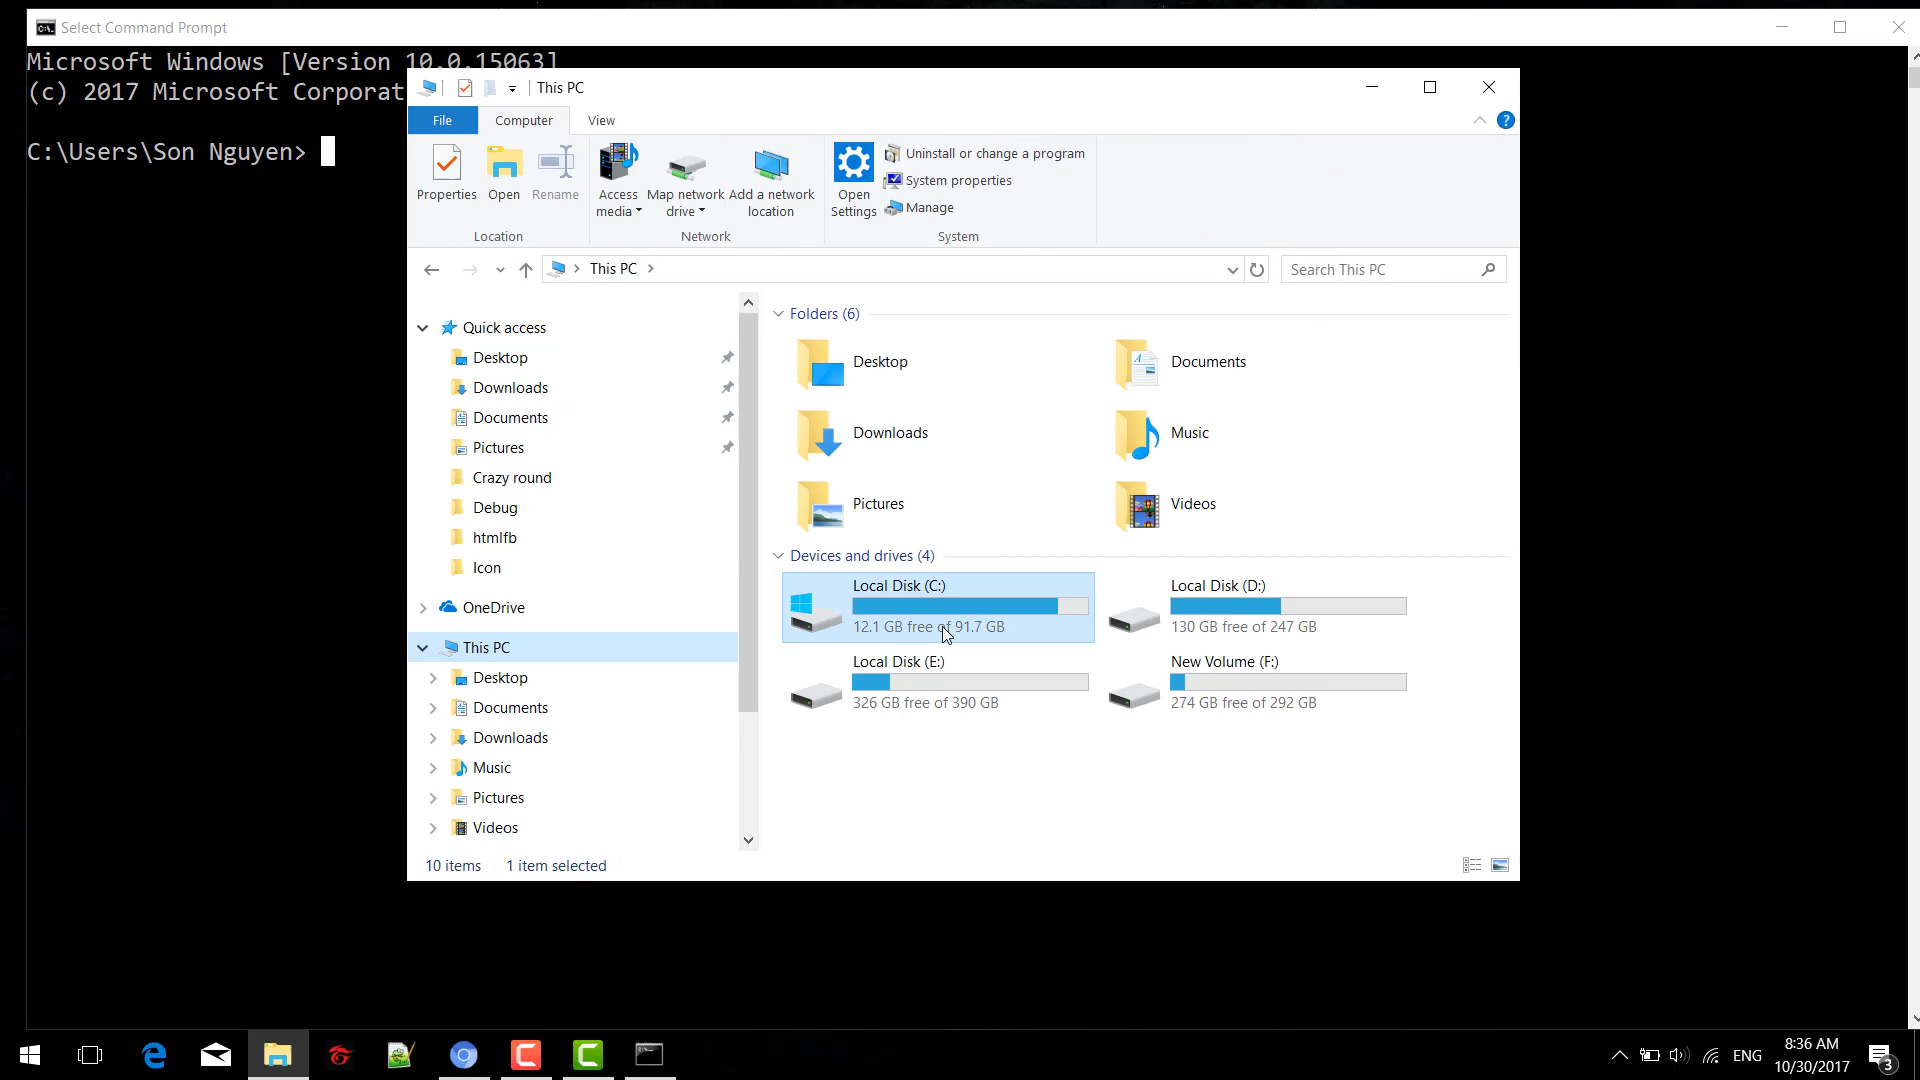 Select Command Prompt
Microsoft Windows [Version 10.0.15063]
(c) 2017 Microsoft Corporat
C:\Users\Son Nguyen>
This PC
File
Computer
View
Properties
Open
Rename
Access media
Map network drive
Add a network location
Open Settings
Uninstall or change a program
System properties
Manage
Location
Network
System
This PC
Search This PC
Quick access
Desktop
Downloads
Documents
Pictures
Crazy round
Debug
htmlfb
Icon
OneDrive
This PC
Desktop
Documents
Downloads
Music
Pictures
Videos
Folders (6)
Desktop
Documents
Downloads
Music
Pictures
Videos
Devices and drives (4)
Local Disk (C:)
12.1 GB free of 91.7 GB
Local Disk (D:)
130 GB free of 247 GB
Local Disk (E:)
326 GB free of 390 GB
New Volume (F:)
274 GB free of 292 GB
10 items
1 item selected
ENG
8:36 AM
10/30/2017
3